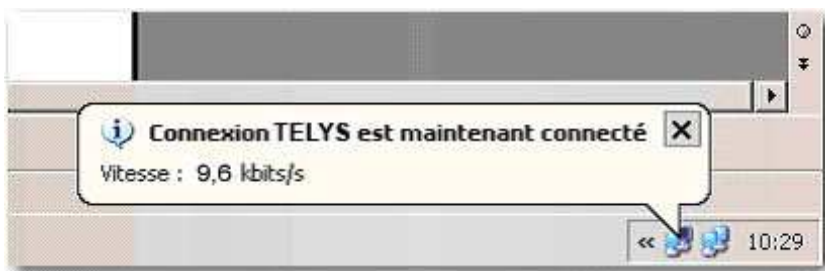 Connexion TELYS est maintenant connecté
Vitesse : 9,6 kbits/s
« 10:29